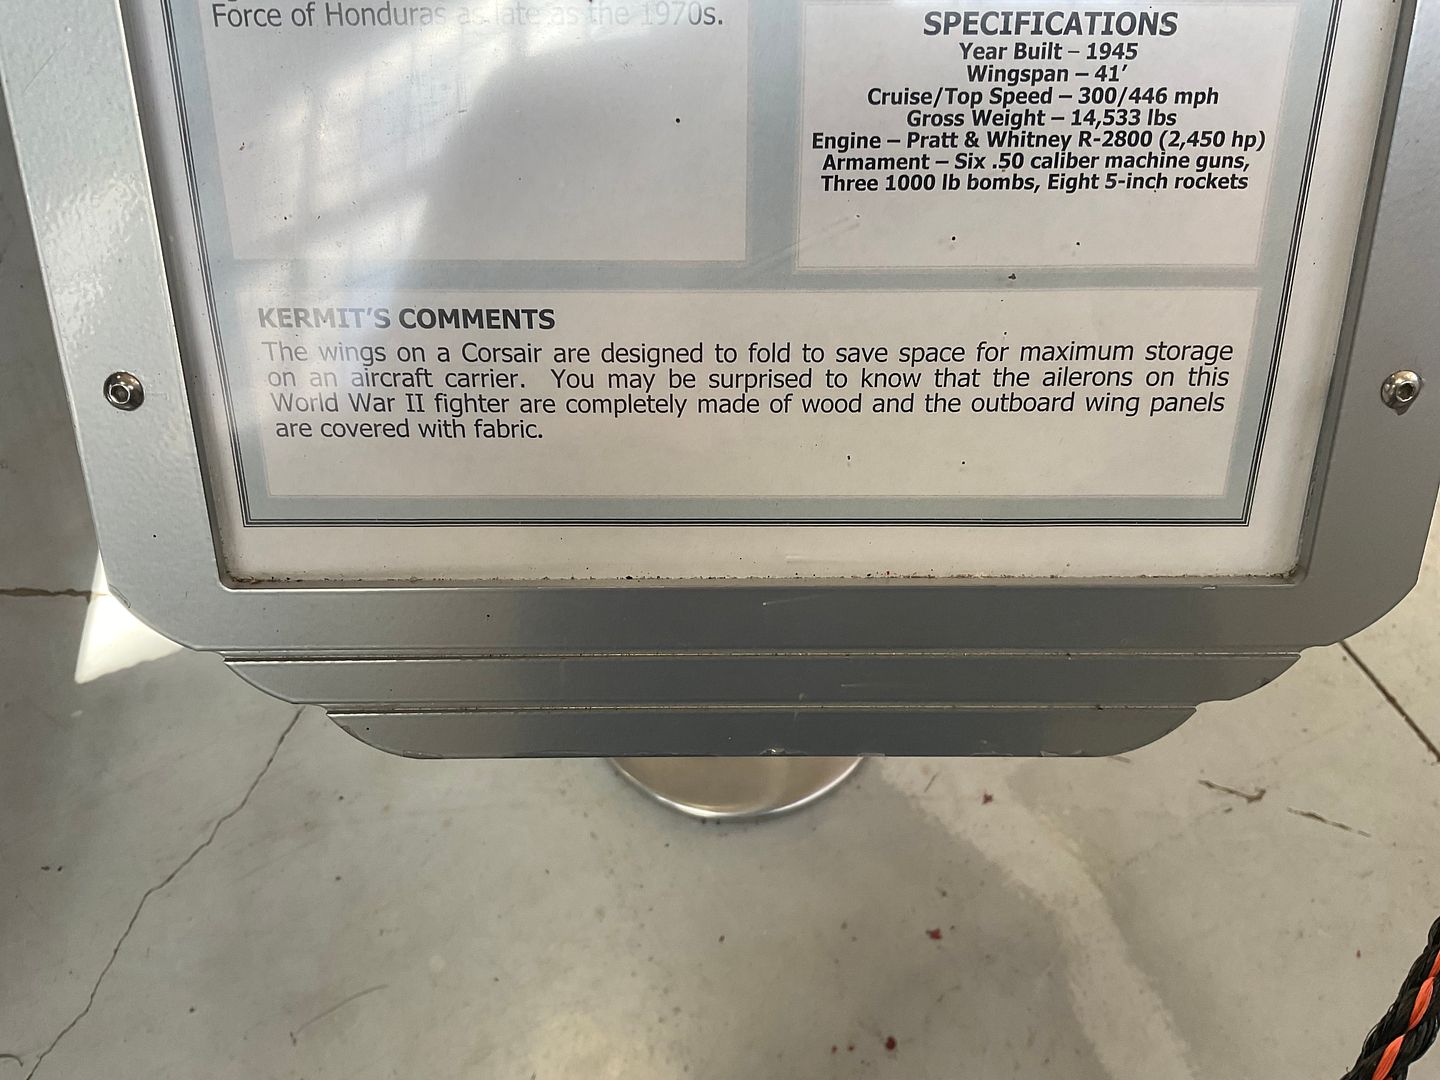 Force of Honduras as late as the 1970s.
SPECIFICATIONS
Year Built – 1945
Wingspan – 41’
Cruise/Top Speed – 300/446 mph
Gross Weight – 14,533 lbs
Engine – Pratt & Whitney R-2800 (2,450 hp)
Armament – Six .50 caliber machine guns,
Three 1000 lb bombs, Eight 5-inch rockets
KERMIT’S COMMENTS
The wings on a Corsair are designed to fold to save space for maximum storage
on an aircraft carrier. You may be surprised to know that the ailerons on this
World War II fighter are completely made of wood and the outboard wing panels
are covered with fabric.